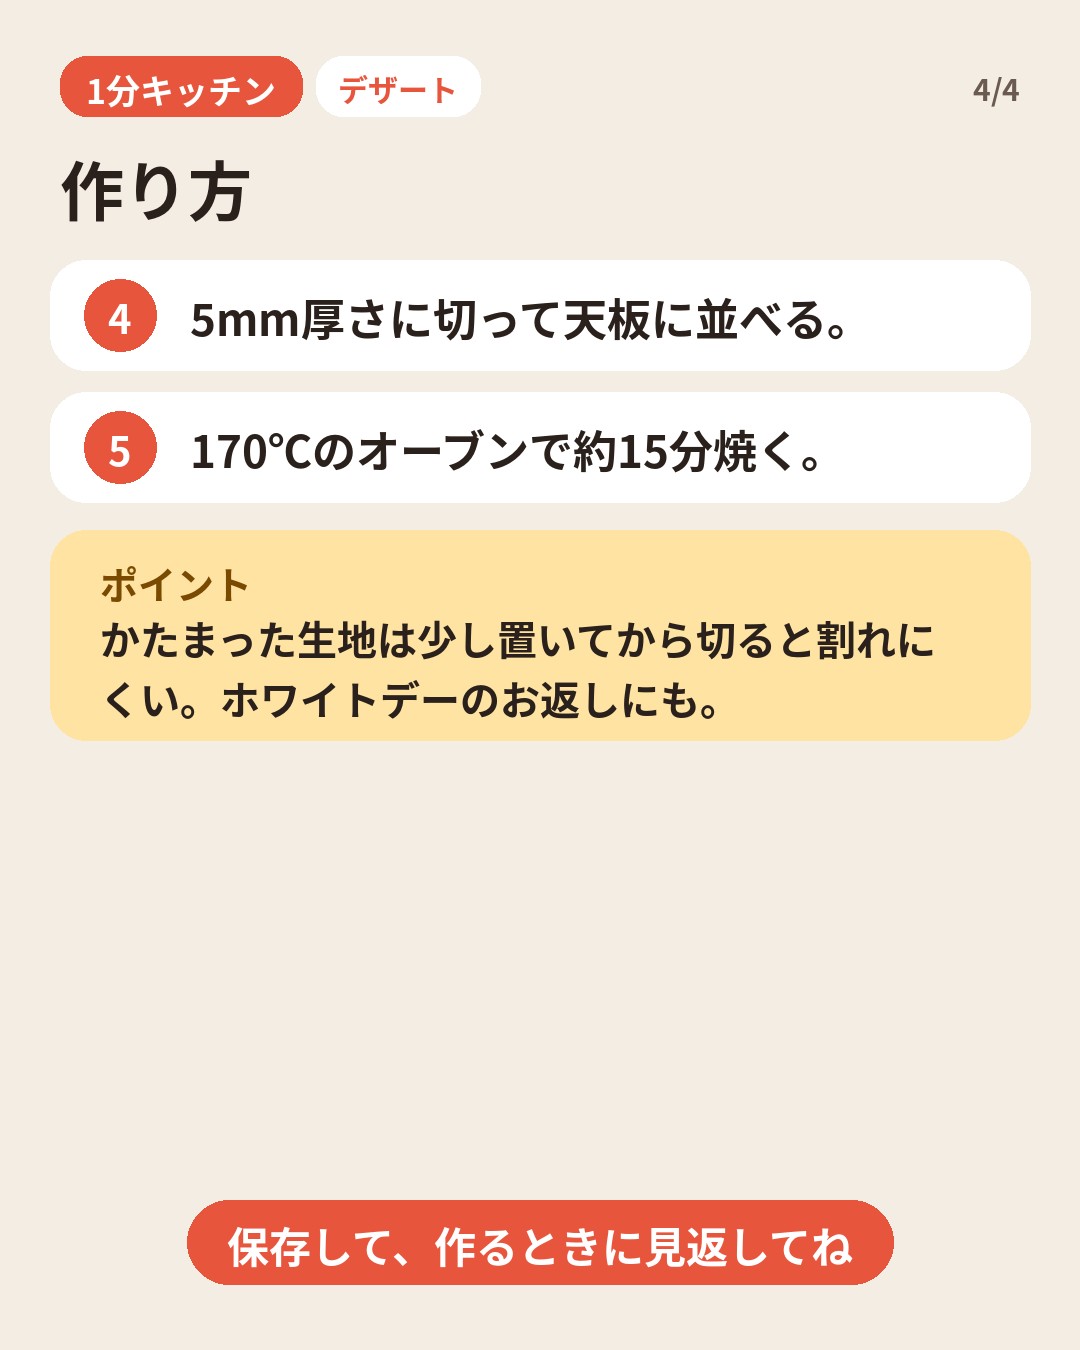 1分キッチン デザート 4/4
作り方
4 5mm厚さに切って天板に並べる。
5 170℃のオーブンで約15分焼く。
ポイント
かたまった生地は少し置いてから切ると割れに
くい。ホワイトデーのお返しにも。
保存して、作るときに見返してね